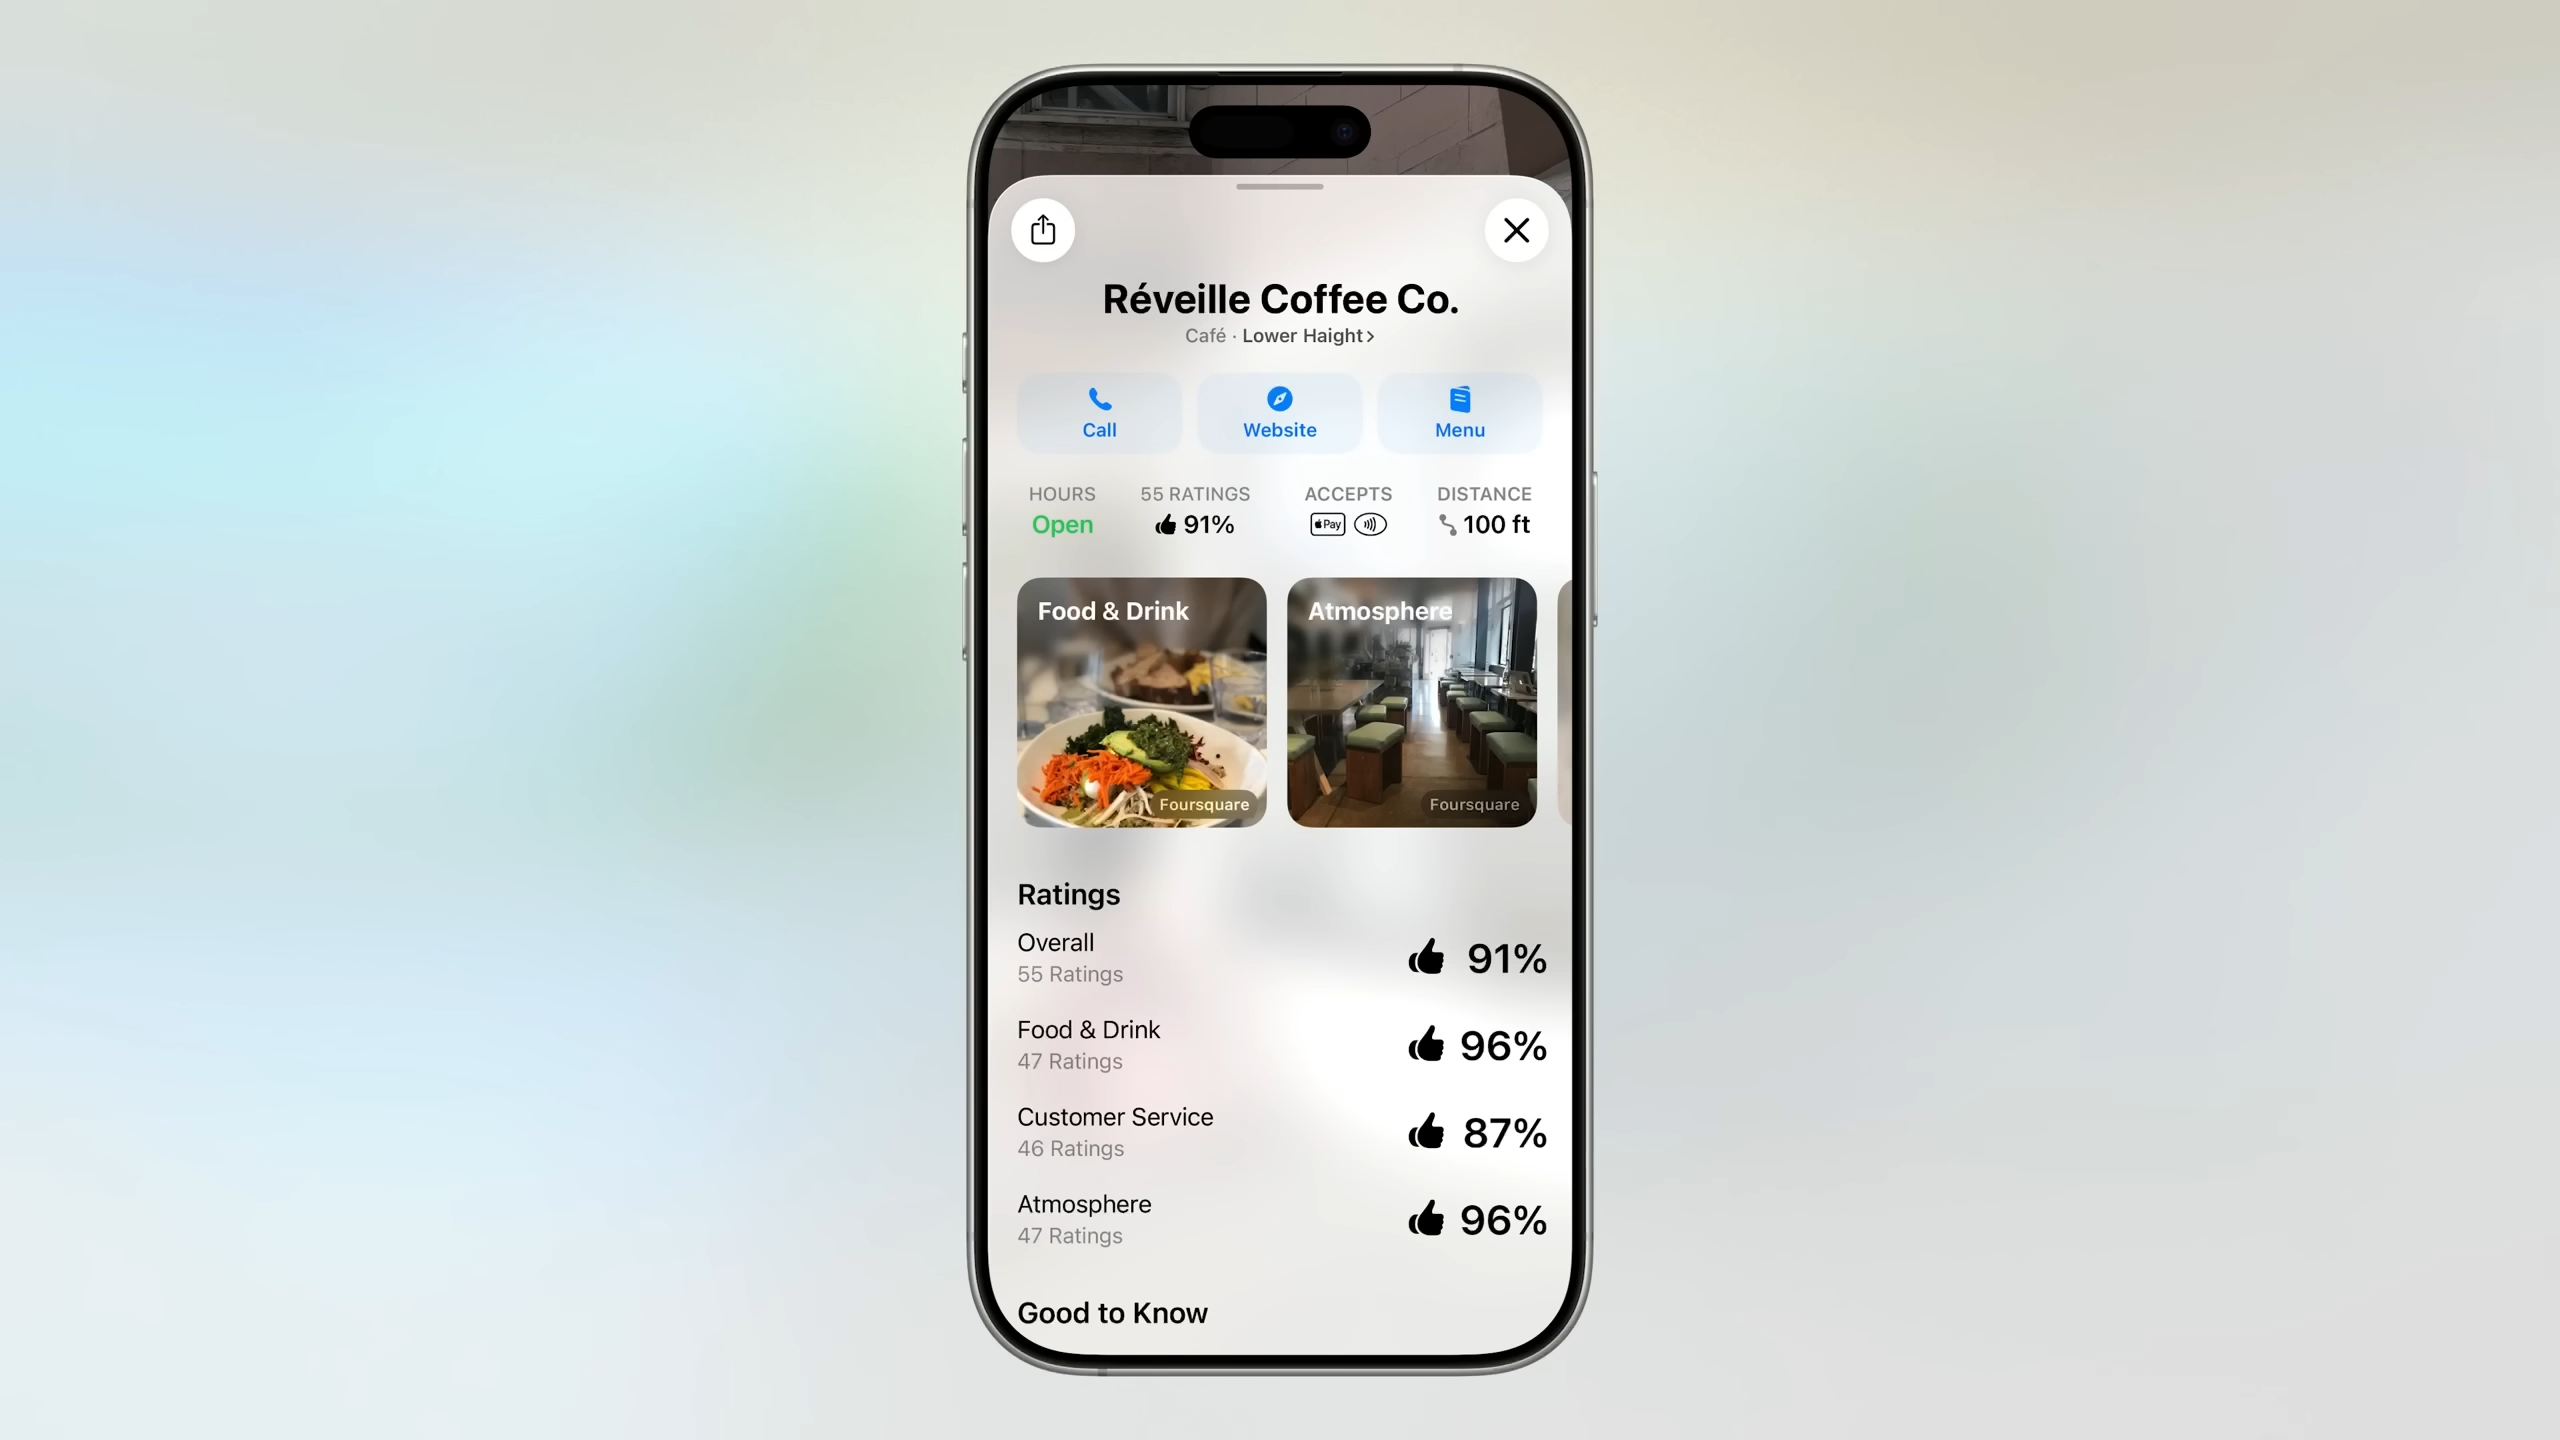 Réveille Coffee Co.
Café · Lower Haight >
Call
Website
Menu
HOURS
Open
55 RATINGS
91%
ACCEPTS
Pay
DISTANCE
100 ft
Food & Drink
Foursquare
Atmosphere
Foursquare
Ratings
Overall
55 Ratings
91%
Food & Drink
47 Ratings
96%
Customer Service
46 Ratings
87%
Atmosphere
47 Ratings
96%
Good to Know